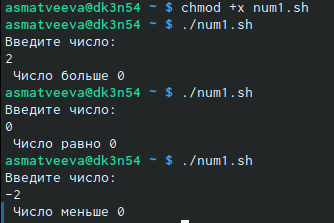 asmatveeva@dk3n54 ~ $ chmod +x num1.sh
asmatveeva@dk3n54 ~ $ ./num1.sh
Введите число:
2
Число больше 0
asmatveeva@dk3n54 ~ $ ./num1.sh
Введите число:
0
Число равно 0
asmatveeva@dk3n54 ~ $ ./num1.sh
Введите число:
-2
Число меньше 0